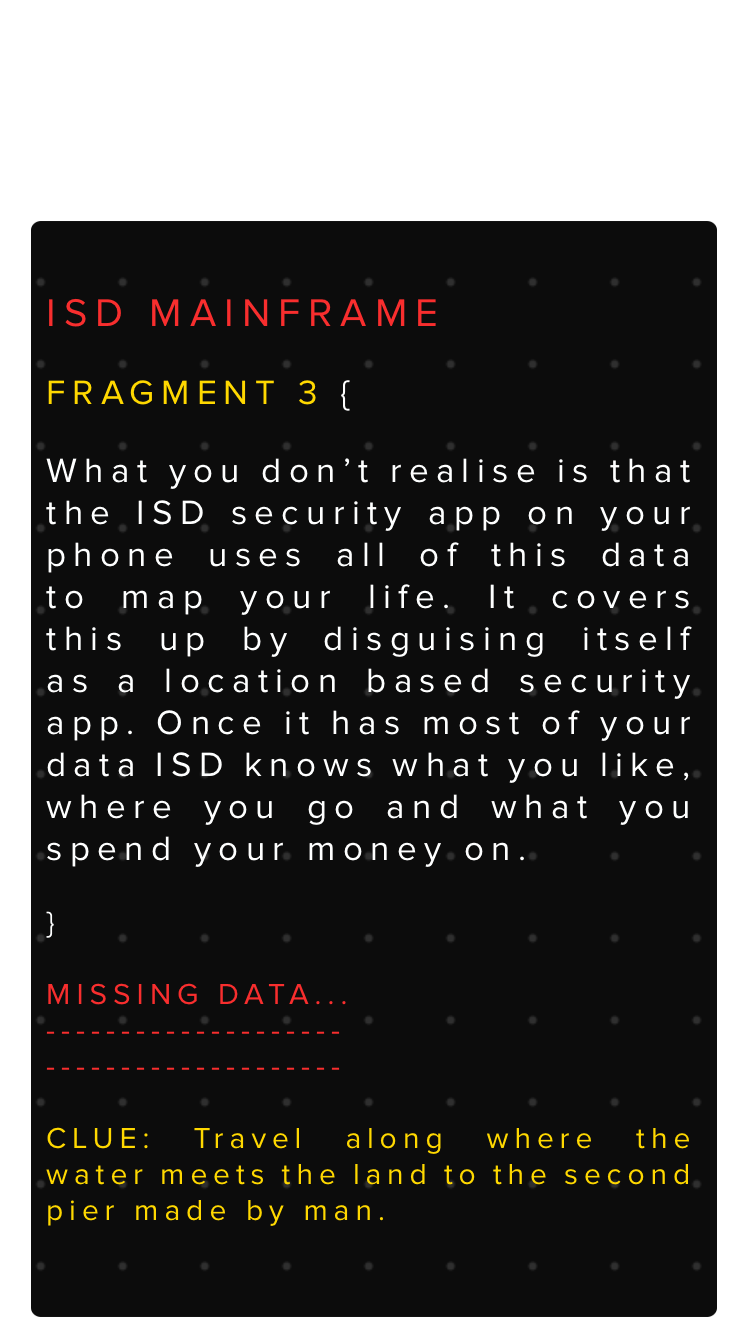 ISD MAINFRAME
FRAGMENT 3 {
What you don’t realise is that
the ISD security app on your
phone uses all of this data
to map your life. It covers
this up by disguising itself
as a location based security
app. Once it has most of your
data ISD knows what you like,
where you go and what you
spend your money on.
}
MISSING DATA...
--------------------
--------------------
CLUE: Travel along where the
water meets the land to the second
pier made by man.